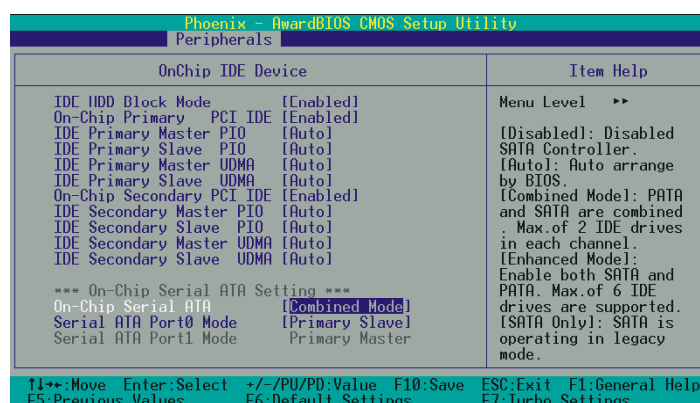 Phoenix - AwardBIOS CMOS Setup Utility
Peripherals
OnChip IDE Device
Item Help
IDE HDD Block Mode [Enabled]
On-Chip Primary PCI IDE [Enabled]
IDE Primary Master PIO [Auto]
IDE Primary Slave PIO [Auto]
IDE Primary Master UDMA [Auto]
IDE Primary Slave UDMA [Auto]
On-Chip Secondary PCI IDE [Enabled]
IDE Secondary Master PIO [Auto]
IDE Secondary Slave PIO [Auto]
IDE Secondary Master UDMA [Auto]
IDE Secondary Slave UDMA [Auto]
*** On-Chip Serial ATA Setting ***
On-Chip Serial ATA [Combined Mode]
Serial ATA Port0 Mode [Primary Slave]
Serial ATA Port1 Mode Primary Master
Menu Level ▸▸
[Disabled]: Disabled
SATA Controller.
[Auto]: Auto arrange
by BIOS.
[Combined Mode]: PATA
and SATA are combined
. Max.of 2 IDE drives
in each channel.
[Enhanced Mode]:
Enable both SATA and
PATA. Max.of 6 IDE
drives are supported.
[SATA Only]: SATA is
operating in legacy
mode.
↑↓→←:Move Enter:Select +/-/PU/PD:Value F10:Save ESC:Exit F1:General Help
F5:Previous Values F6:Default Settings F7:Turbo Settings